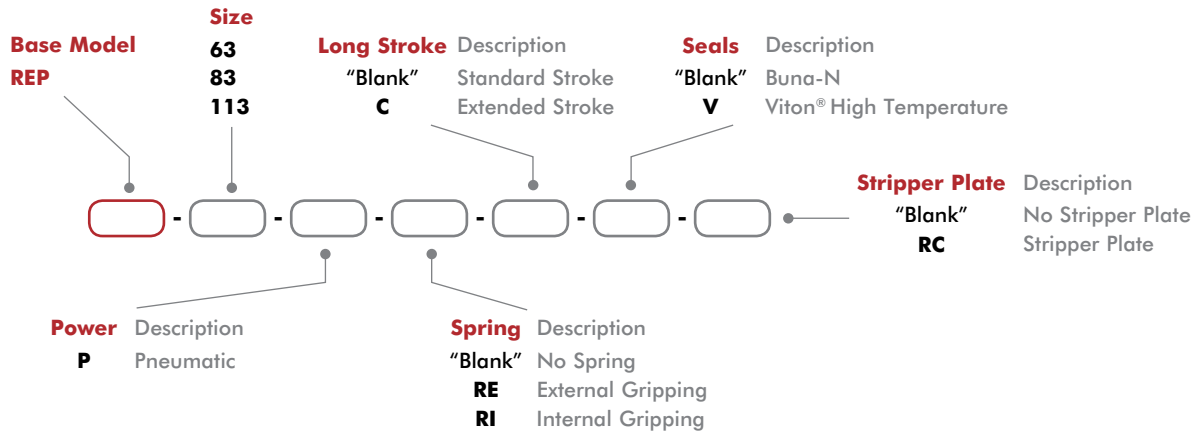 Size
Base Model
REP
63
83
113
Long Stroke Description
"Blank" Standard Stroke
C Extended Stroke
Seals Description
"Blank" Buna-N
V Viton® High Temperature
- - - - - -
Stripper Plate Description
"Blank" No Stripper Plate
RC Stripper Plate
Power Description
P Pneumatic
Spring Description
"Blank" No Spring
RE External Gripping
RI Internal Gripping